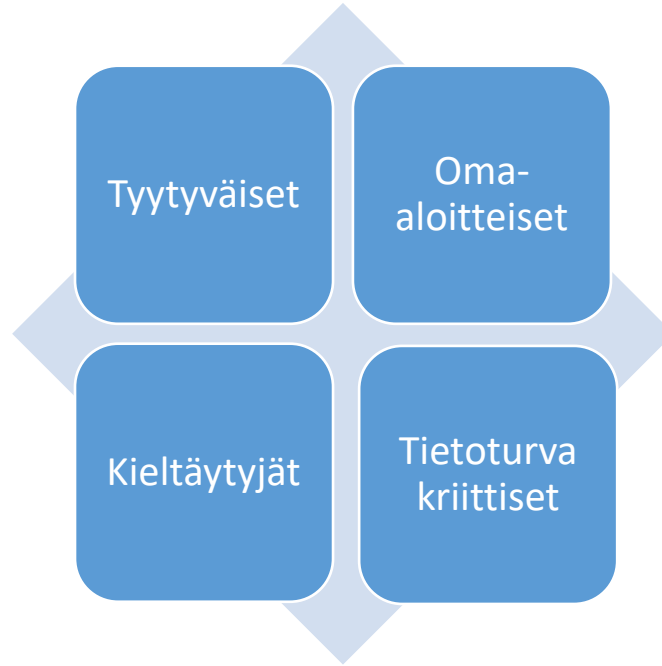 Tyytyväiset
Oma-
aloitteiset
Kieltäytyjät
Tietoturva
kriittiset